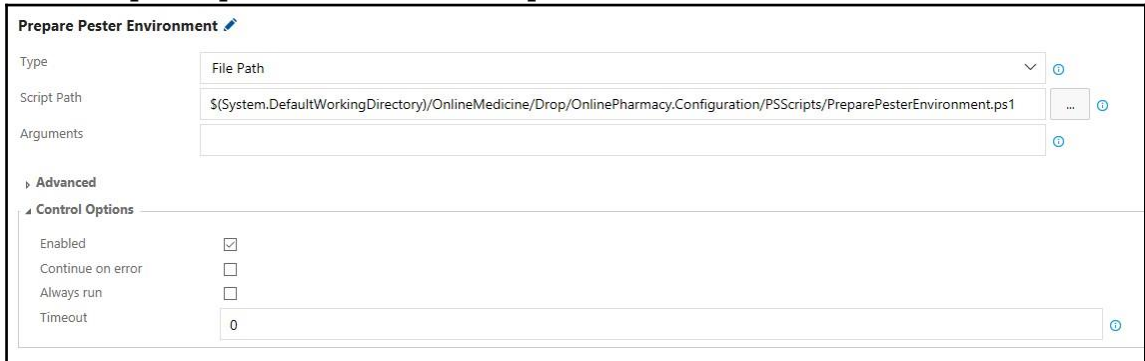 Prepare Pester Environment
Type
File Path
Script Path
$(System.DefaultWorkingDirectory)/OnlineMedicine/Drop/OnlinePharmacy.Configuration/PSScripts/PreparePesterEnvironment.ps1
...
Arguments
Advanced
Control Options
Enabled
Continue on error
Always run
Timeout
0